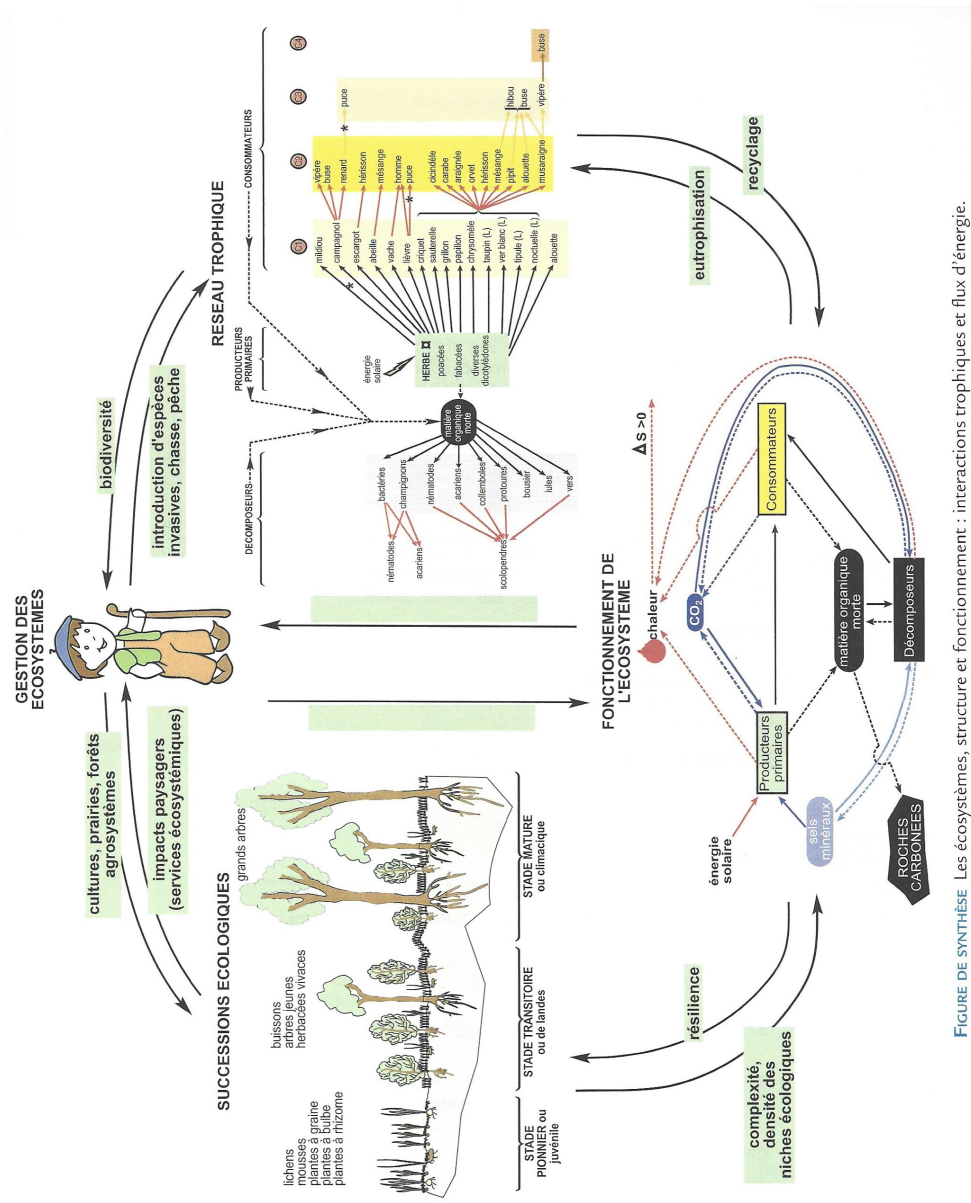 GESTION DES
ECOSYSTEMES
cultures, prairies, forêts
agrosystèmes
impacts paysagers
(services écosystémiques)
biodiversité
introduction d'espèces
invasives, chasse, pêche
SUCCESSIONS ECOLOGIQUES
lichens
mousses
plantes à graine
plantes à bulbe
plantes à rhizome
buissons
arbres jeunes
herbacées vivaces
grands arbres
STADE
PIONNIER ou
juvénile
STADE TRANSITOIRE
ou de landes
STADE MATURE
ou climacique
RESEAU TROPHIQUE
DECOMPOSEURS
PRODUCTEURS
PRIMAIRES
CONSOMMATEURS
C1
C2
C3
C4
nématodes
acariens
scolopendres
bactéries
champignons
nématodes
acariens
collemboles
protoures
bousier
iules
vers
matière
organique
morte
énergie
solaire
HERBE ¤
poacées
fabacées
diverses
dicotylédones
*
mildiou
campagnol
escargot
abeille
vache
lièvre
criquet
sauterelle
grillon
papillon
chrysomèle
taupin (L)
ver blanc (L)
tipule (L)
noctuelle (L)
alouette
*
vipère
buse
renard
hérisson
mésange
homme
puce
cicindèle
carabe
araignée
orvet
hérisson
mésange
pipit
alouette
musaraigne
*
puce
hibou
buse
vipère
buse
FONCTIONNEMENT DE
L'ECOSYSTEME
chaleur
ΔS >0
CO2
énergie
solaire
Producteurs
primaires
Consommateurs
sels
minéraux
matière organique
morte
Décomposeurs
ROCHES
CARBONEES
résilience
complexité,
densité des
niches écologiques
eutrophisation
recyclage
FIGURE DE SYNTHÈSE Les écosystèmes, structure et fonctionnement : interactions trophiques et flux d'énergie.